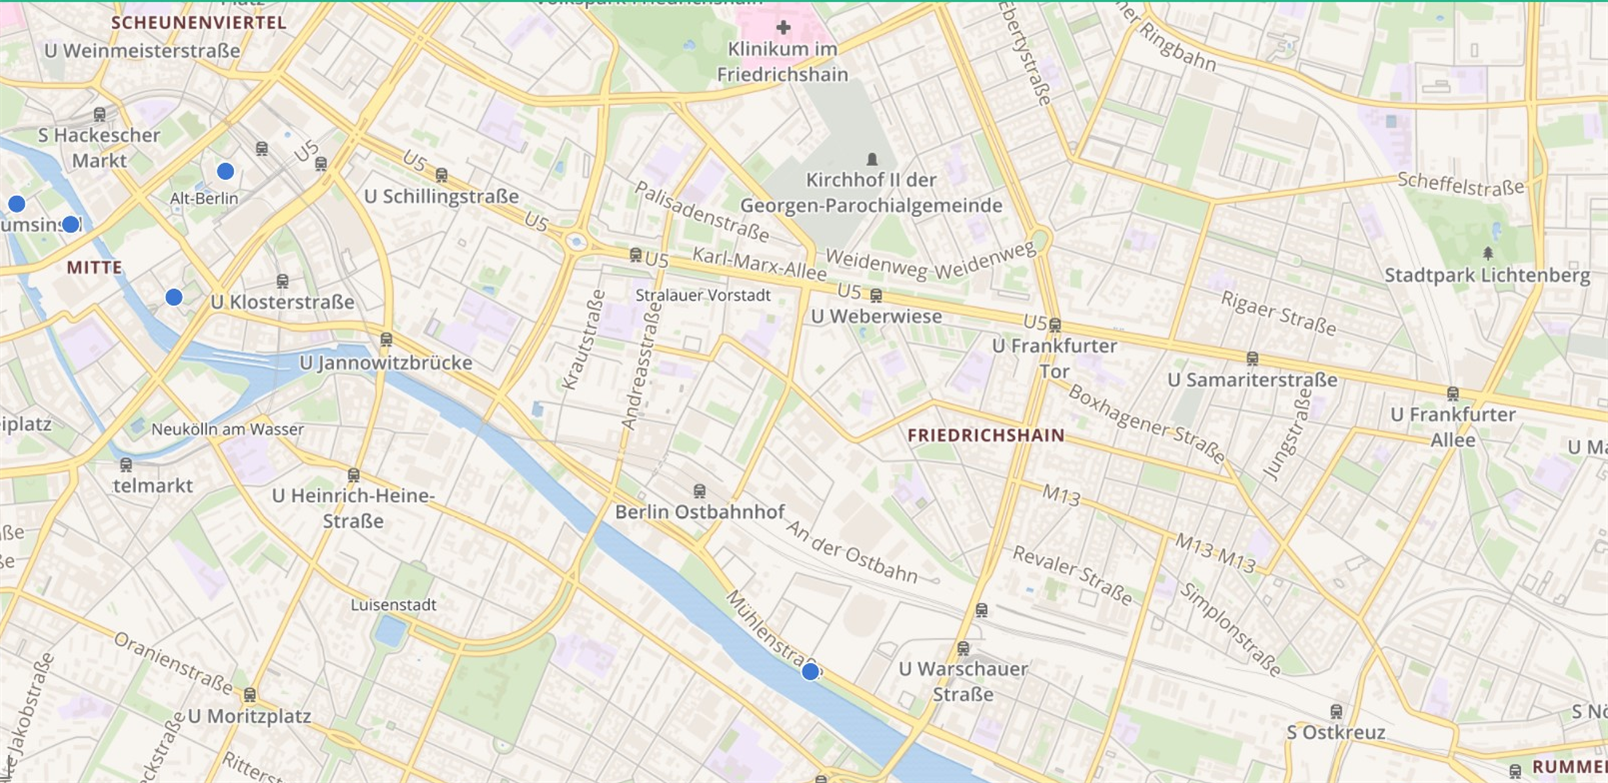 SCHEUNENVIERTEL
U Weinmeisterstraße
Klinikum im
Friedrichshain
Ebertystraße
Ringbahn
S Hackescher
Markt
U5
U5
U Schillingstraße
Alt-Berlin
Kirchhof II der
Georgen-Parochialgemeinde
Scheffelstraße
Palisadenstraße
U5
MITTE
U5
Karl-Marx-Allee
Weidenweg
Weidenweg
Stadtpark Lichtenberg
U Klosterstraße
Stralauer Vorstadt
U5
U Weberwiese
Rigaer Straße
U5
U Frankfurter
Tor
U Jannowitzbrücke
Krautstraße
Andreasstraße
U Samariterstraße
Boxhagener Straße
Jungstraße
U Frankfurter
Allee
Neukölln am Wasser
FRIEDRICHSHAIN
telmarkt
U Heinrich-Heine-
Straße
Berlin Ostbahnhof
M13
An der Ostbahn
M13
M13
Revaler Straße
Simplonstraße
Luisenstadt
Mühlenstraße
Oranienstraße
U Warschauer
Straße
U Moritzplatz
S Ostkreuz